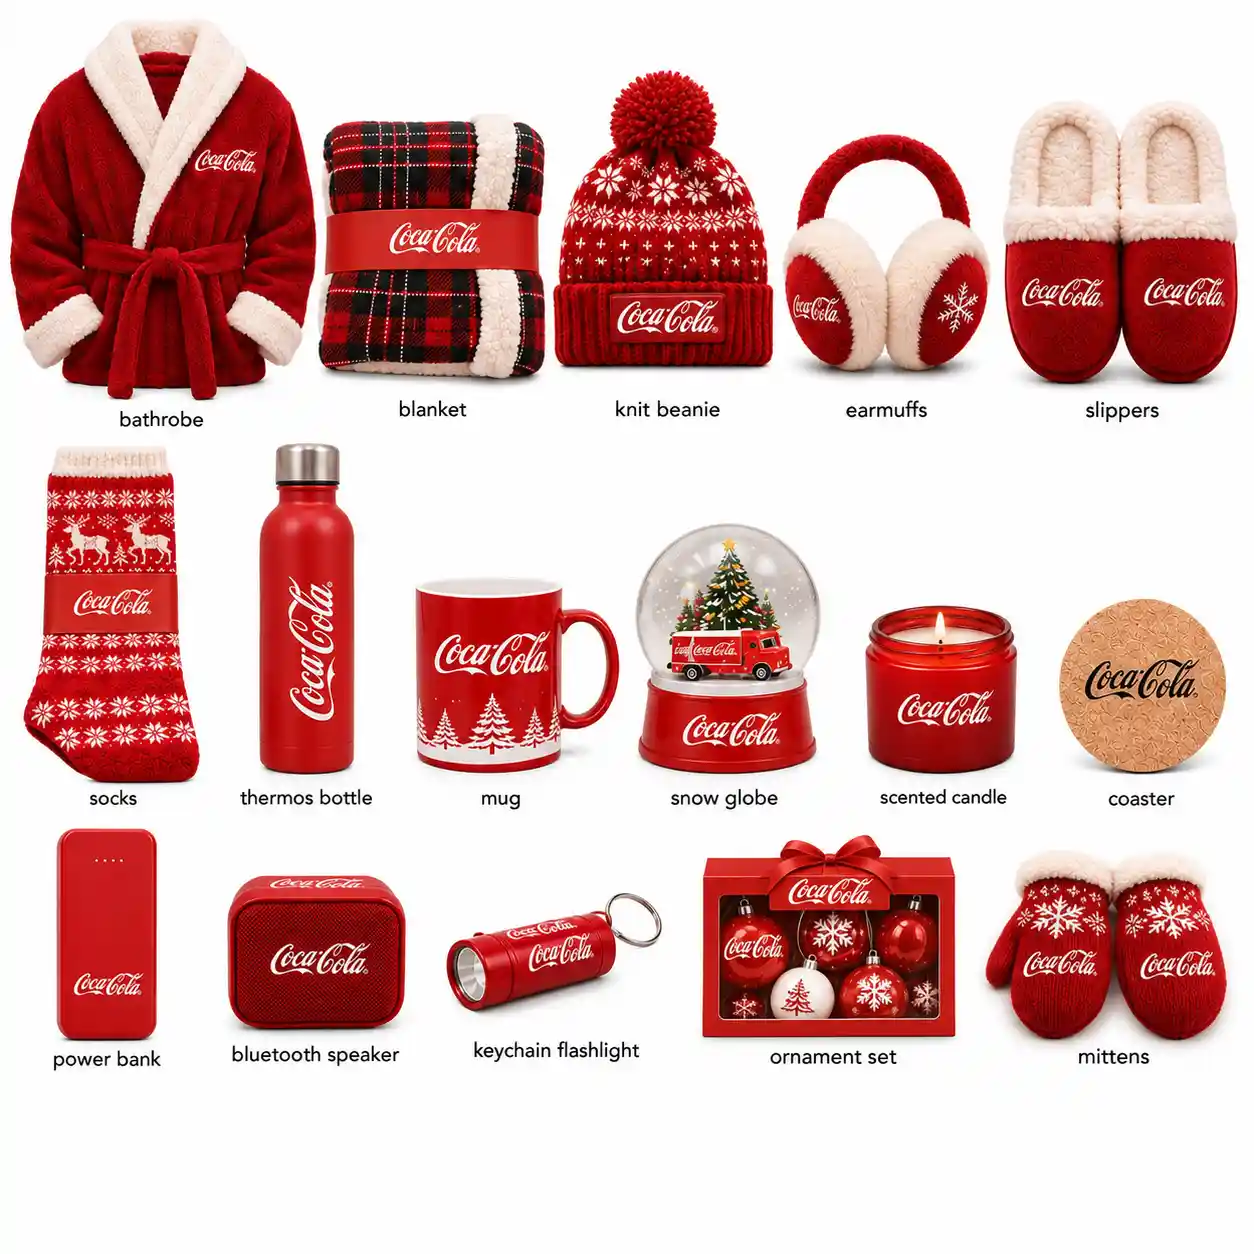 Coca-Cola
Coca-Cola
Coca-Cola
Coca-Cola
Coca-Cola
Coca-Cola
bathrobe
blanket
knit beanie
earmuffs
slippers
Coca-Cola
Coca-Cola
Coca-Cola
Coca-Cola
Coca-Cola
Coca-Cola
Coca-Cola
socks
thermos bottle
mug
snow globe
scented candle
coaster
Coca-Cola
Coca-Cola
Coca-Cola
Coca-Cola
Coca-Cola
Coca-Cola
Coca-Cola
Coca-Cola
Coca-Cola
power bank
bluetooth speaker
keychain flashlight
ornament set
mittens